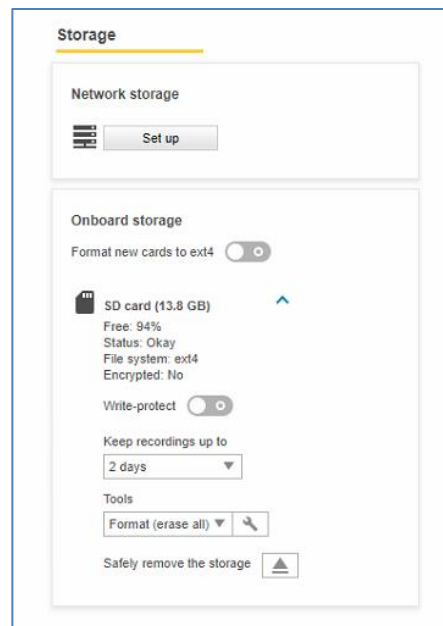 Storage
Network storage
Set up
Onboard storage
Format new cards to ext4
SD card (13.8 GB)
Free: 94%
Status: Okay
File system: ext4
Encrypted: No
Write-protect
Keep recordings up to
2 days
Tools
Format (erase all)
Safely remove the storage